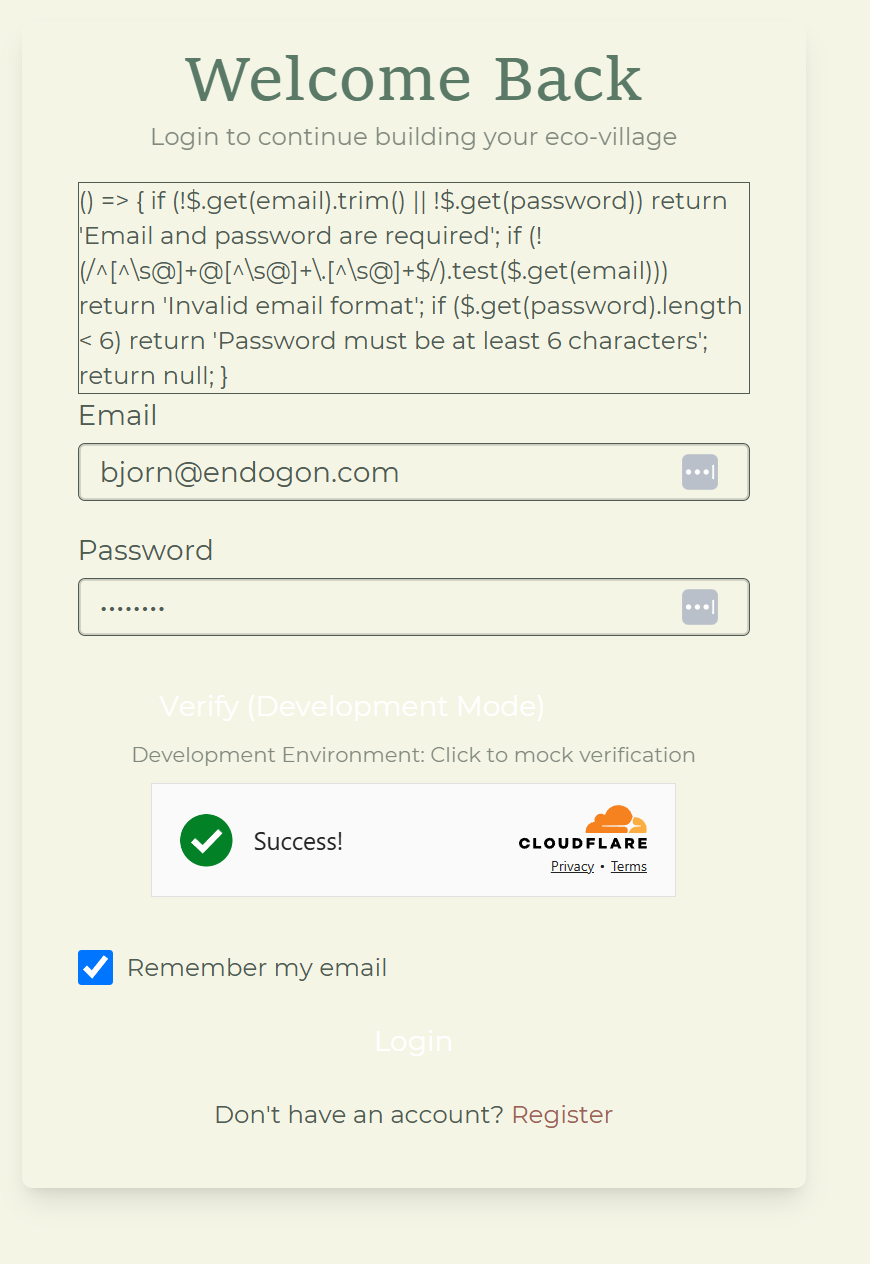 Welcome Back
Login to continue building your eco-village
() => { if (!$.get(email).trim() || !$.get(password)) return
'Email and password are required'; if (!
(/^[^\s@]+@[^\s@]+\.[^\s@]+$/).test($.get(email)))
return 'Invalid email format'; if ($.get(password).length
< 6) return 'Password must be at least 6 characters';
return null; }
Email
bjorn@endogon.com
Password
••••••••
Verify (Development Mode)
Development Environment: Click to mock verification
Success!
CLOUDFLARE
Privacy • Terms
Remember my email
Login
Don't have an account? Register